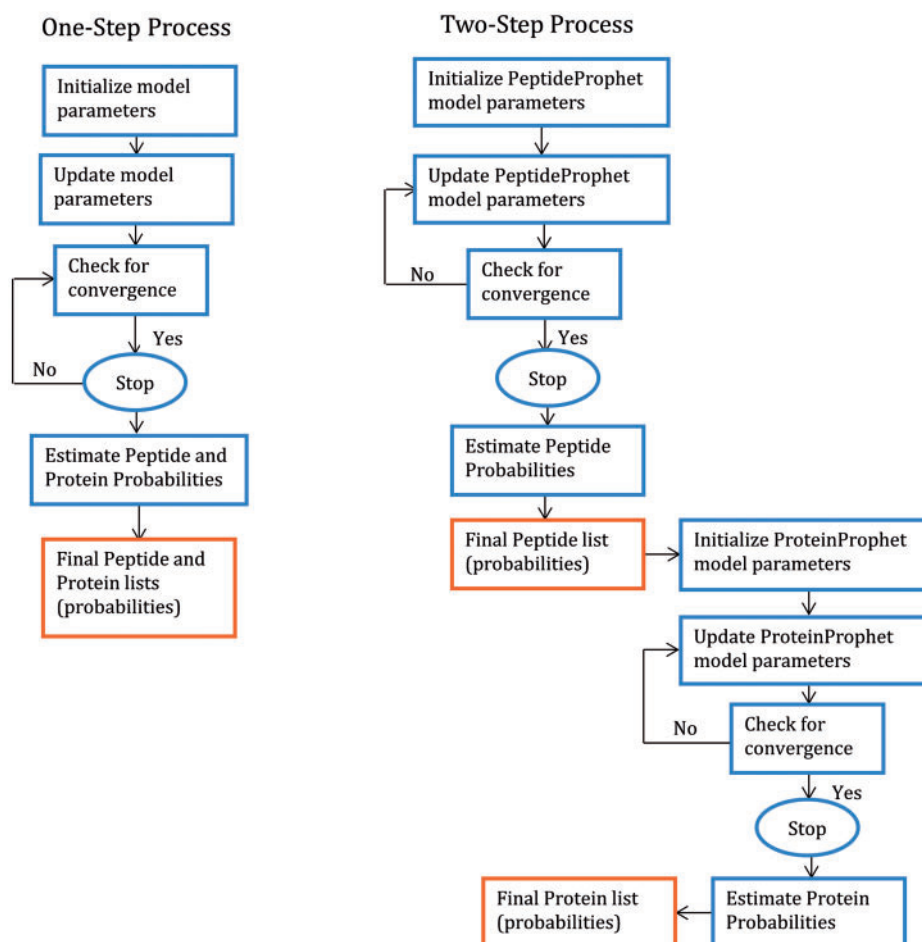 One-Step Process
Initialize model
parameters
Update model
parameters
Check for
convergence
Yes
No
Stop
Estimate Peptide and
Protein Probabilities
Final Peptide and
Protein lists
(probabilities)
Two-Step Process
Initialize PeptideProphet
model parameters
Update PeptideProphet
model parameters
No
Check for
convergence
Yes
Stop
Estimate Peptide
Probabilities
Final Peptide list
(probabilities)
Initialize ProteinProphet
model parameters
Update ProteinProphet
model parameters
No
Check for
convergence
Yes
Stop
Estimate Protein
Probabilities
Final Protein list
(probabilities)